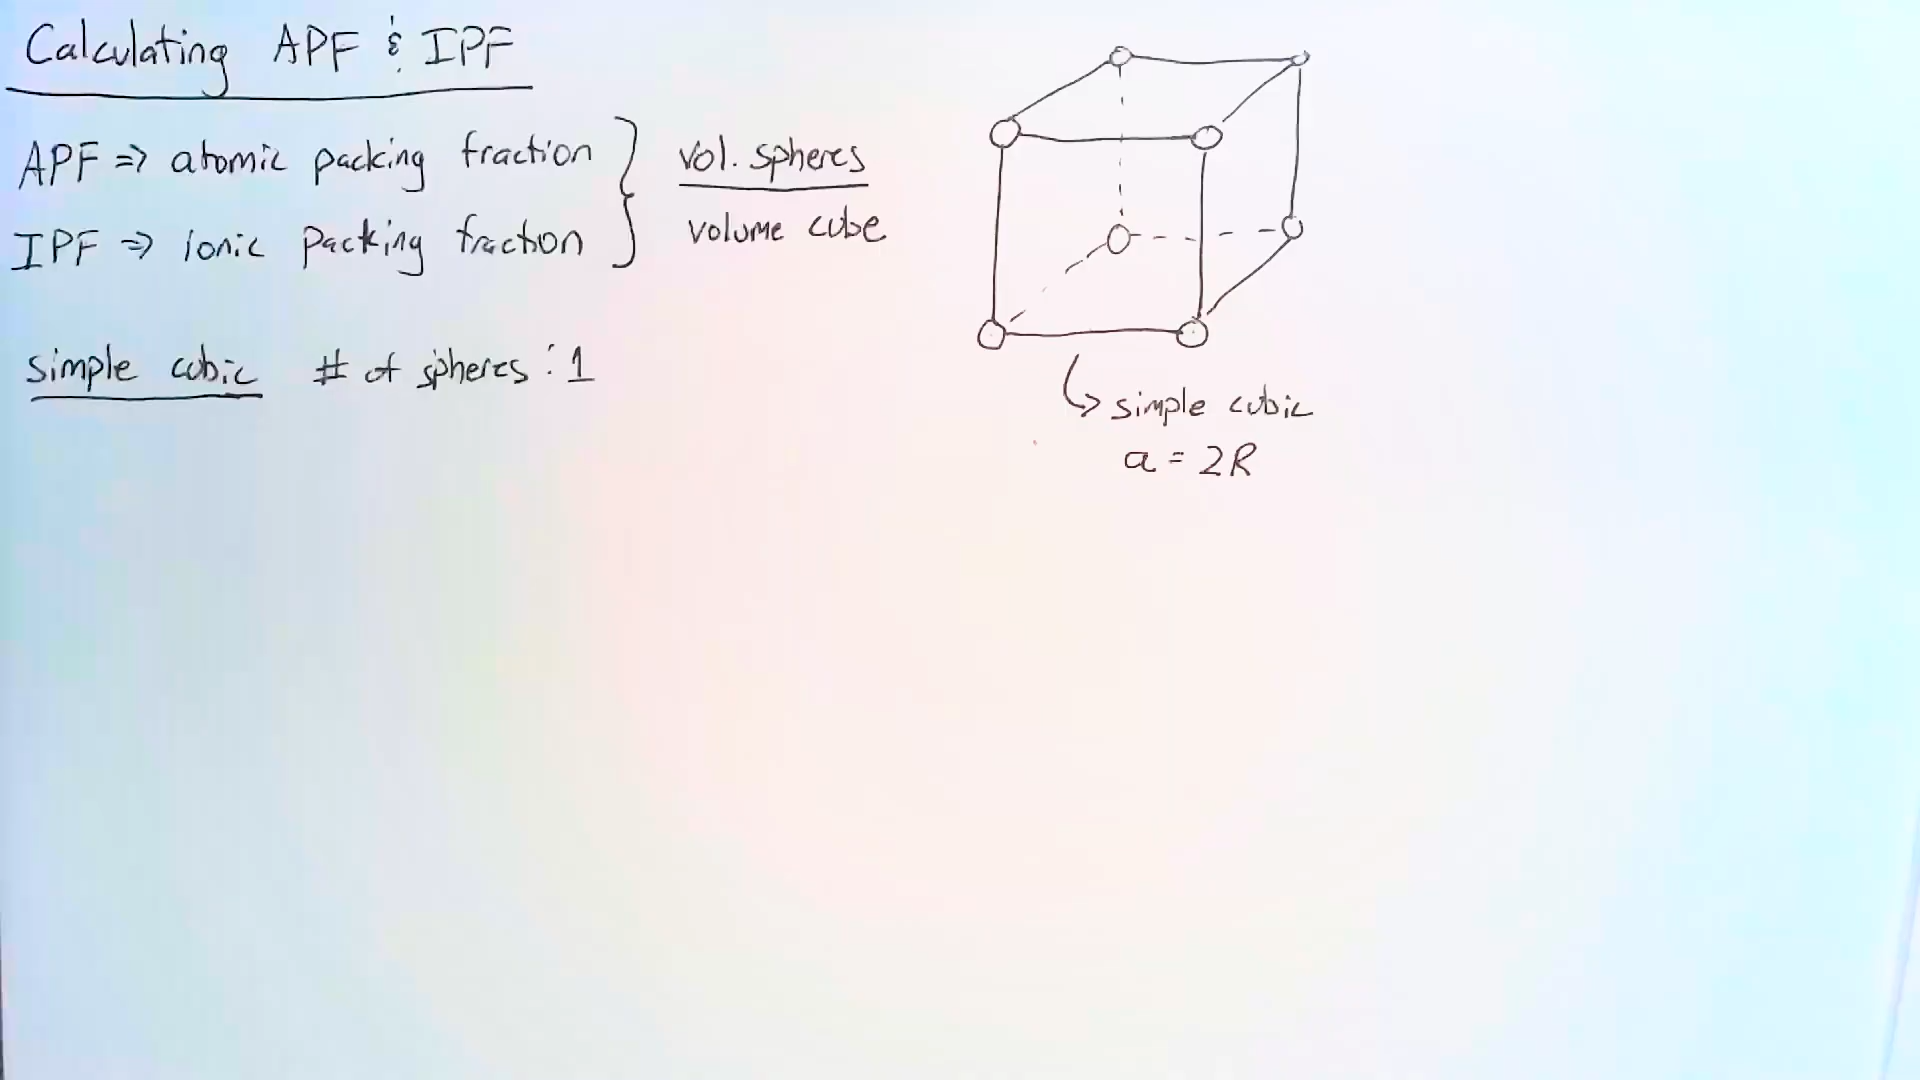 Calculating APF & IPF
APF => atomic packing fraction
IPF => ionic packing fraction
vol. spheres
volume cube
simple cubic # of spheres : 1
simple cubic
a = 2R